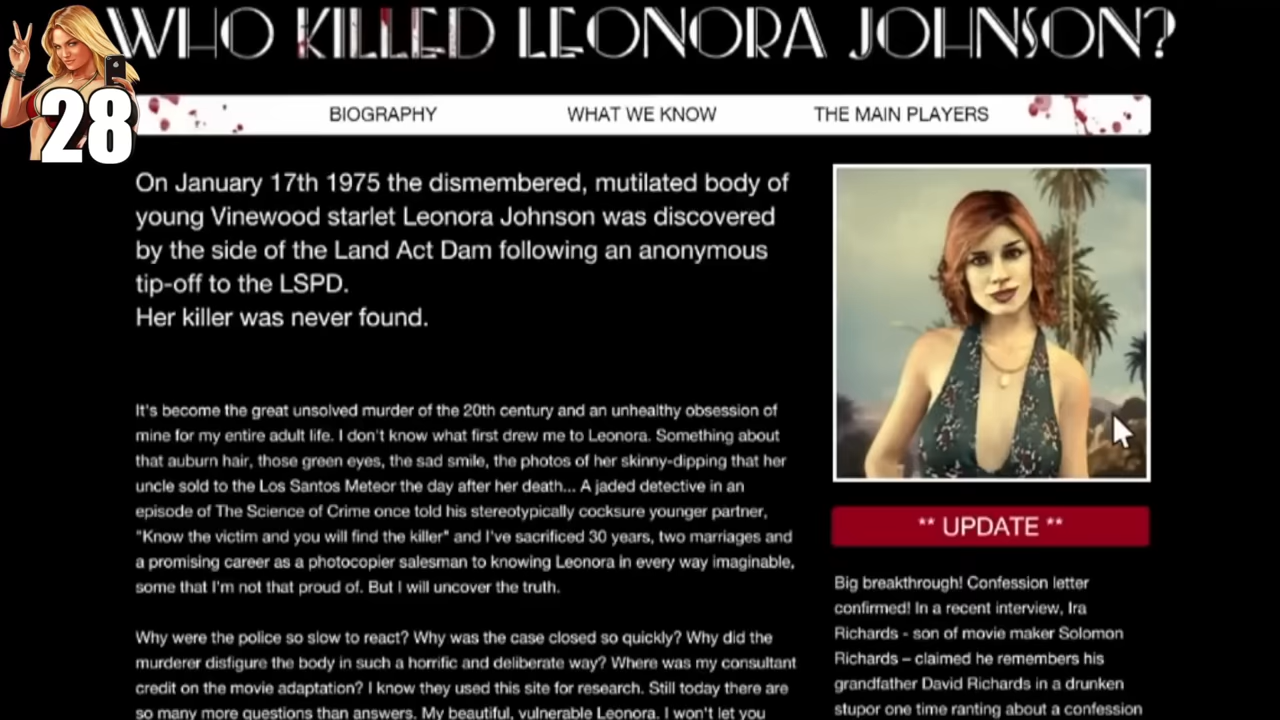 WHO KILLED LEONORA JOHNSON?
28
BIOGRAPHY
WHAT WE KNOW
THE MAIN PLAYERS
On January 17th 1975 the dismembered, mutilated body of
young Vinewood starlet Leonora Johnson was discovered
by the side of the Land Act Dam following an anonymous
tip-off to the LSPD.
Her killer was never found.
It's become the great unsolved murder of the 20th century and an unhealthy obsession of
mine for my entire adult life. I don't know what first drew me to Leonora. Something about
that auburn hair, those green eyes, the sad smile, the photos of her skinny-dipping that her
uncle sold to the Los Santos Meteor the day after her death... A jaded detective in an
episode of The Science of Crime once told his stereotypically cocksure younger partner,
"Know the victim and you will find the killer" and I've sacrificed 30 years, two marriages and
a promising career as a photocopier salesman to knowing Leonora in every way imaginable,
some that I'm not that proud of. But I will uncover the truth.
Why were the police so slow to react? Why was the case closed so quickly? Why did the
murderer disfigure the body in such a horrific and deliberate way? Where was my consultant
credit on the movie adaptation? I know they used this site for research. Still today there are
so many more questions than answers. My beautiful, vulnerable Leonora. I won't let you
** UPDATE **
Big breakthrough! Confession letter
confirmed! In a recent interview, Ira
Richards - son of movie maker Solomon
Richards – claimed he remembers his
grandfather David Richards in a drunken
stupor one time ranting about a confession